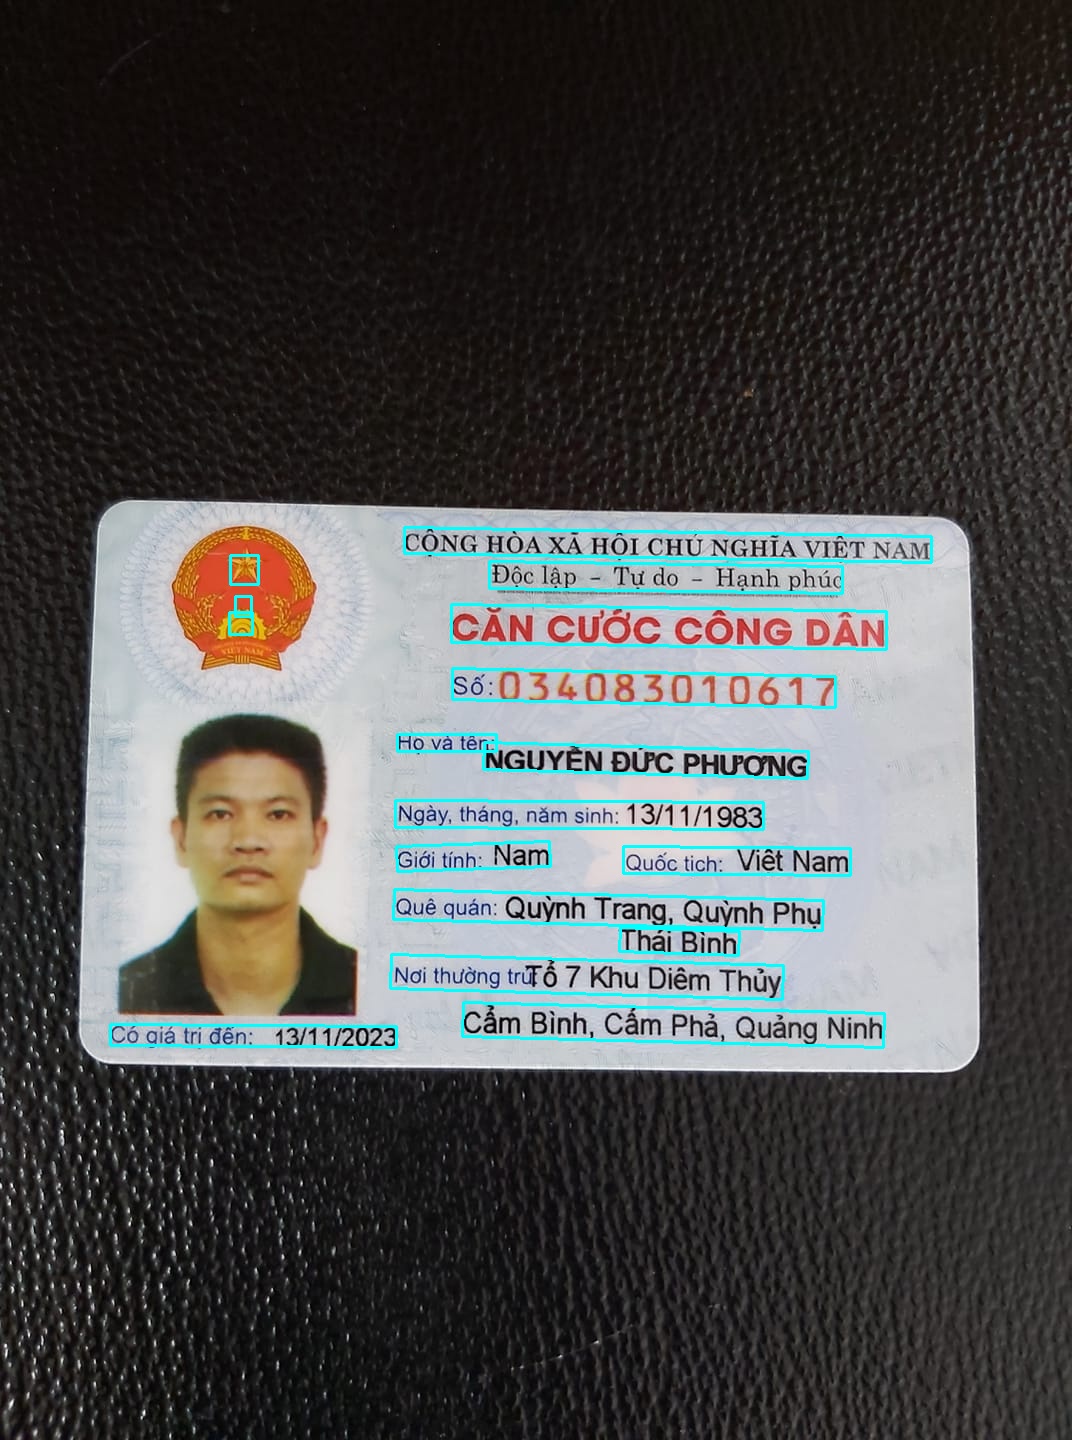 CỘNG HÒA XÃ HỘI CHỦ NGHĨA VIỆT NAM
Độc lập - Tự do - Hạnh phúc
CĂN CƯỚC CÔNG DÂN
Số: 034083010617
Họ và tên:
NGUYỄN ĐỨC PHƯƠNG
Ngày, tháng, năm sinh: 13/11/1983
Giới tính: Nam Quốc tịch: Việt Nam
Quê quán: Quỳnh Trang, Quỳnh Phụ
Thái Bình
Nơi thường trú: Tổ 7 Khu Diêm Thủy
Cẩm Bình, Cẩm Phả, Quảng Ninh
Có giá trị đến: 13/11/2023
VIỆT NAM